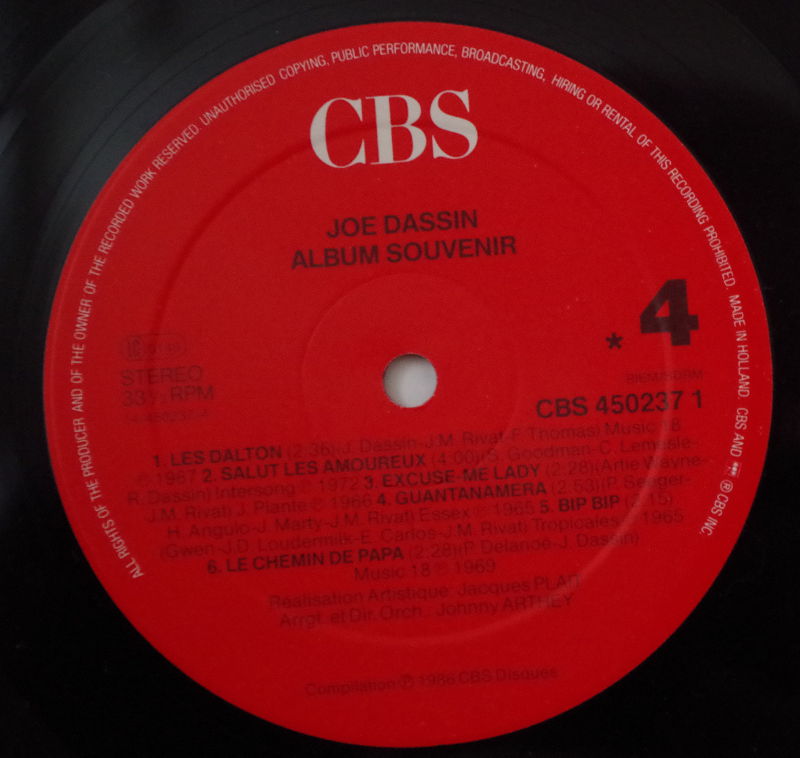 ALL RIGHTS OF THE PRODUCER AND OF THE OWNER OF THE RECORDED WORK RESERVED. UNAUTHORISED COPYING, PUBLIC PERFORMANCE, BROADCASTING, HIRING OR RENTAL OF THIS RECORDING PROHIBITED. MADE IN HOLLAND. CBS AND ® CBS INC.
CBS
JOE DASSIN
ALBUM SOUVENIR
* 4
STEREO
33⅓ RPM
BIEM/SDRM
CBS 450237 1
1. LES DALTON (2:35)(J. Dassin-J.M. Rivat-F. Thomas) Music 18
℗ 1967 2. SALUT LES AMOUREUX (4:00)(S. Goodman-C. Lemesle-
R. Dassin) Intersong ℗ 1972 3. EXCUSE-ME LADY (2:28)(Artie Wayne-
J.M. Rivat) J. Plante ℗ 1966 4. GUANTANAMERA (2:53)(P. Seeger-
H. Angulo-J. Marty-J.M. Rivat) Essex ℗ 1965 5. BIP BIP (2:15)
(Gwen-J.D. Loudermilk-E. Carlos-J.M. Rivat) Tropicales ℗ 1965
6. LE CHEMIN DE PAPA (2:28)(P. Delanoë-J. Dassin)
Music 18 ℗ 1969
Réalisation Artistique: Jacques PLAIT
Arrgt. et Dir. Orch.: Johnny ARTHEY
Compilation ℗ 1986 CBS Disques